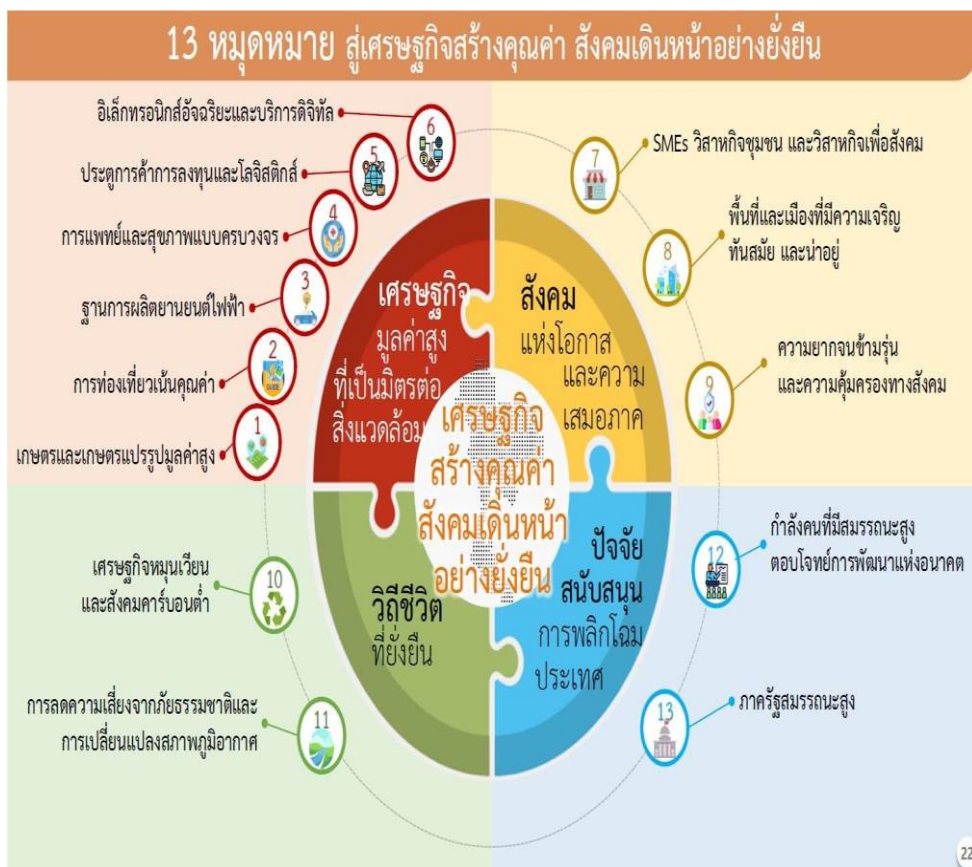 13 หมุดหมาย สู่เศรษฐกิจสร้างคุณค่า สังคมเดินหน้าอย่างยั่งยืน
6
อิเล็กทรอนิกส์อัจฉริยะและบริการดิจิทัล
5
ประตูการค้าการลงทุนและโลจิสติกส์
4
การแพทย์และสุขภาพแบบครบวงจร
3
ฐานการผลิตยานยนต์ไฟฟ้า
2
การท่องเที่ยวเน้นคุณค่า
GUIDE
1
เกษตรและเกษตรแปรรูปมูลค่าสูง
เศรษฐกิจ
มูลค่าสูง
ที่เป็นมิตรต่อ
สิ่งแวดล้อม
7
SMEs วิสาหกิจชุมชน และวิสาหกิจเพื่อสังคม
8
พื้นที่และเมืองที่มีความเจริญ
ทันสมัย และน่าอยู่
9
ความยากจนข้ามรุ่น
และความคุ้มครองทางสังคม
สังคม
แห่งโอกาส
และความ
เสมอภาค
เศรษฐกิจ
สร้างคุณค่า
สังคมเดินหน้า
อย่างยั่งยืน
10
เศรษฐกิจหมุนเวียน
และสังคมคาร์บอนต่ำ
11
การลดความเสี่ยงจากภัยธรรมชาติและ
การเปลี่ยนแปลงสภาพภูมิอากาศ
วิถีชีวิต
ที่ยั่งยืน
ปัจจัย
สนับสนุน
การพลิกโฉม
ประเทศ
12
กำลังคนที่มีสมรรถนะสูง
ตอบโจทย์การพัฒนาแห่งอนาคต
13
ภาครัฐสมรรถนะสูง
22